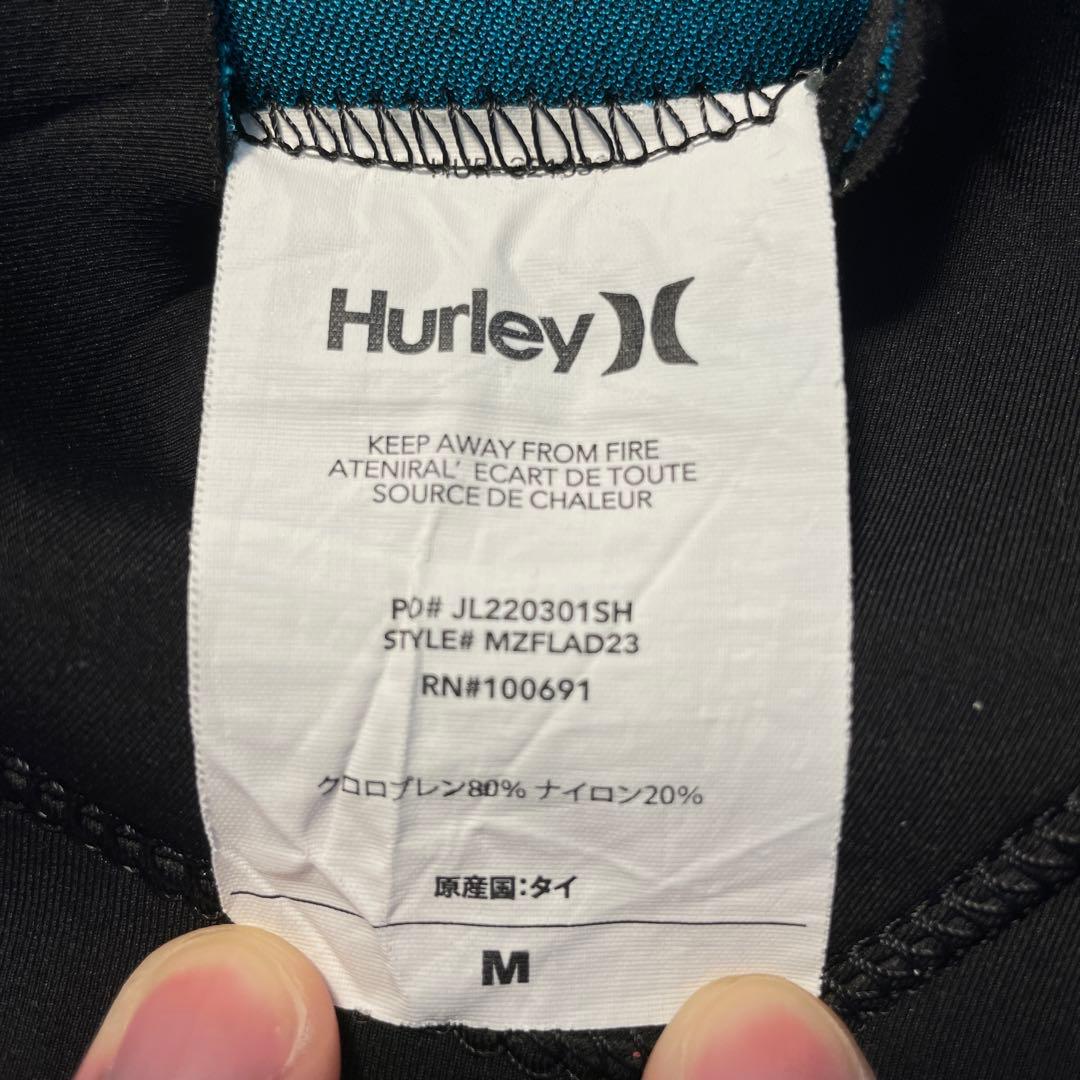 Hurley
KEEP AWAY FROM FIRE
ATENIRAL' ECART DE TOUTE
SOURCE DE CHALEUR
PO# JL220301SH
STYLE# MZFLAD23
RN#100691
クロロプレン80% ナイロン20%
原産国:タイ
M